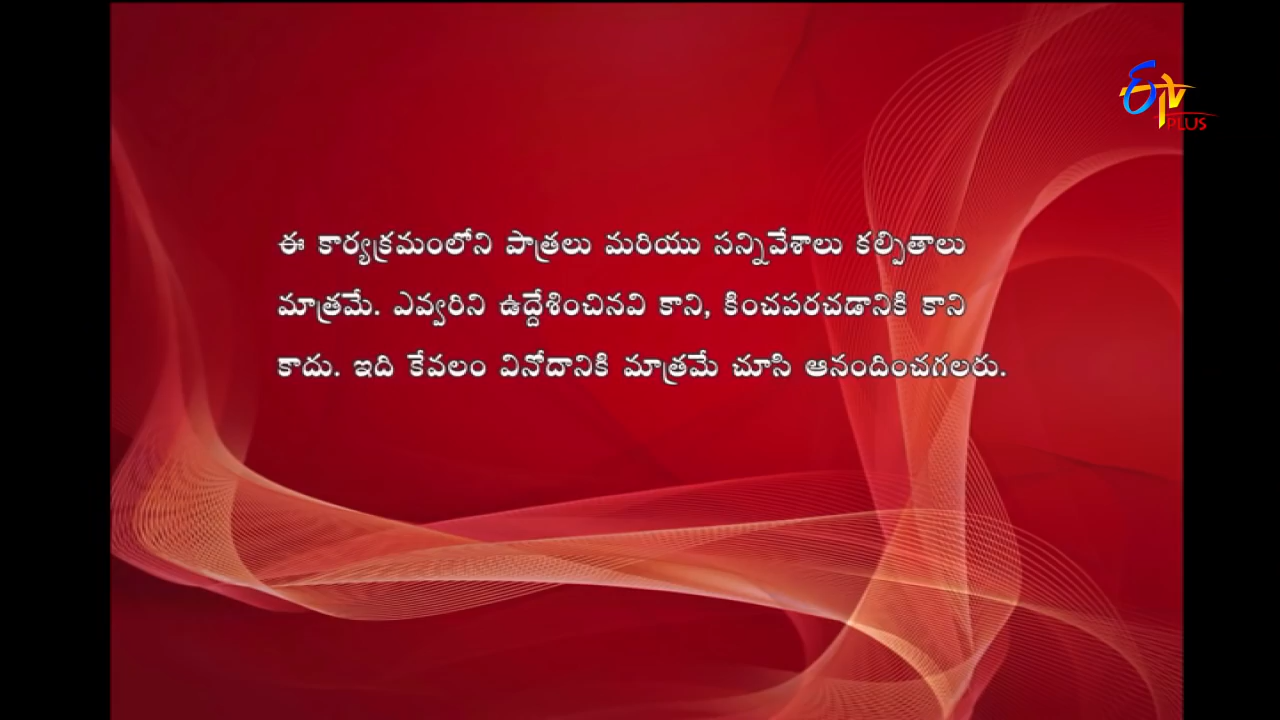 ETV
PLUS
ఈ కార్యక్రమంలోని పాత్రలు మరియు సన్నివేశాలు కల్పితాలు
మాత్రమే. ఎవ్వరిని ఉద్దేశించినవి కాని, కించపరచడానికి కాని
కాదు. ఇది కేవలం వినోదానికి మాత్రమే చూసి ఆనందించగలరు.